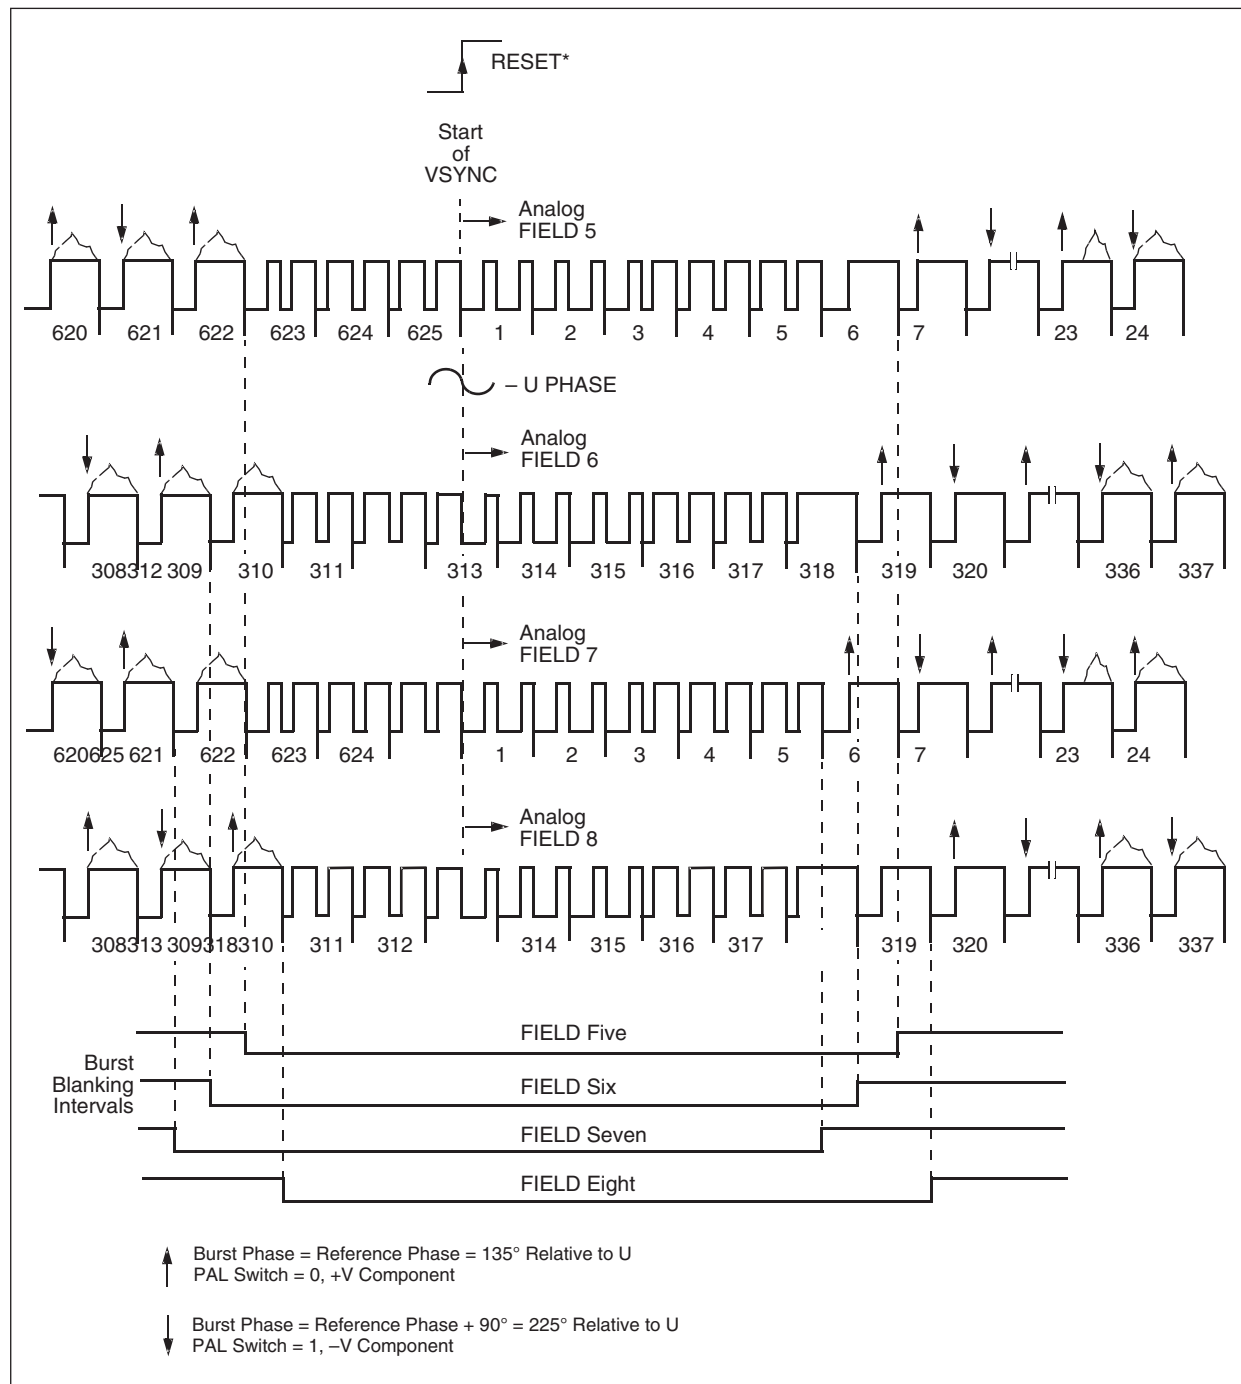 RESET*
Start
of
VSYNC
Analog
FIELD 5
620 621 622 623 624 625 1 2 3 4 5 6 7 23 24
– U PHASE
Analog
FIELD 6
308312 309 310 311 313 314 315 316 317 318 319 320 336 337
Analog
FIELD 7
620625 621 622 623 624 1 2 3 4 5 6 7 23 24
Analog
FIELD 8
308313 309318310 311 312 314 315 316 317 319 320 336 337
Burst
Blanking
Intervals
FIELD Five
FIELD Six
FIELD Seven
FIELD Eight
Burst Phase = Reference Phase = 135° Relative to U
PAL Switch = 0, +V Component
Burst Phase = Reference Phase + 90° = 225° Relative to U
PAL Switch = 1, –V Component